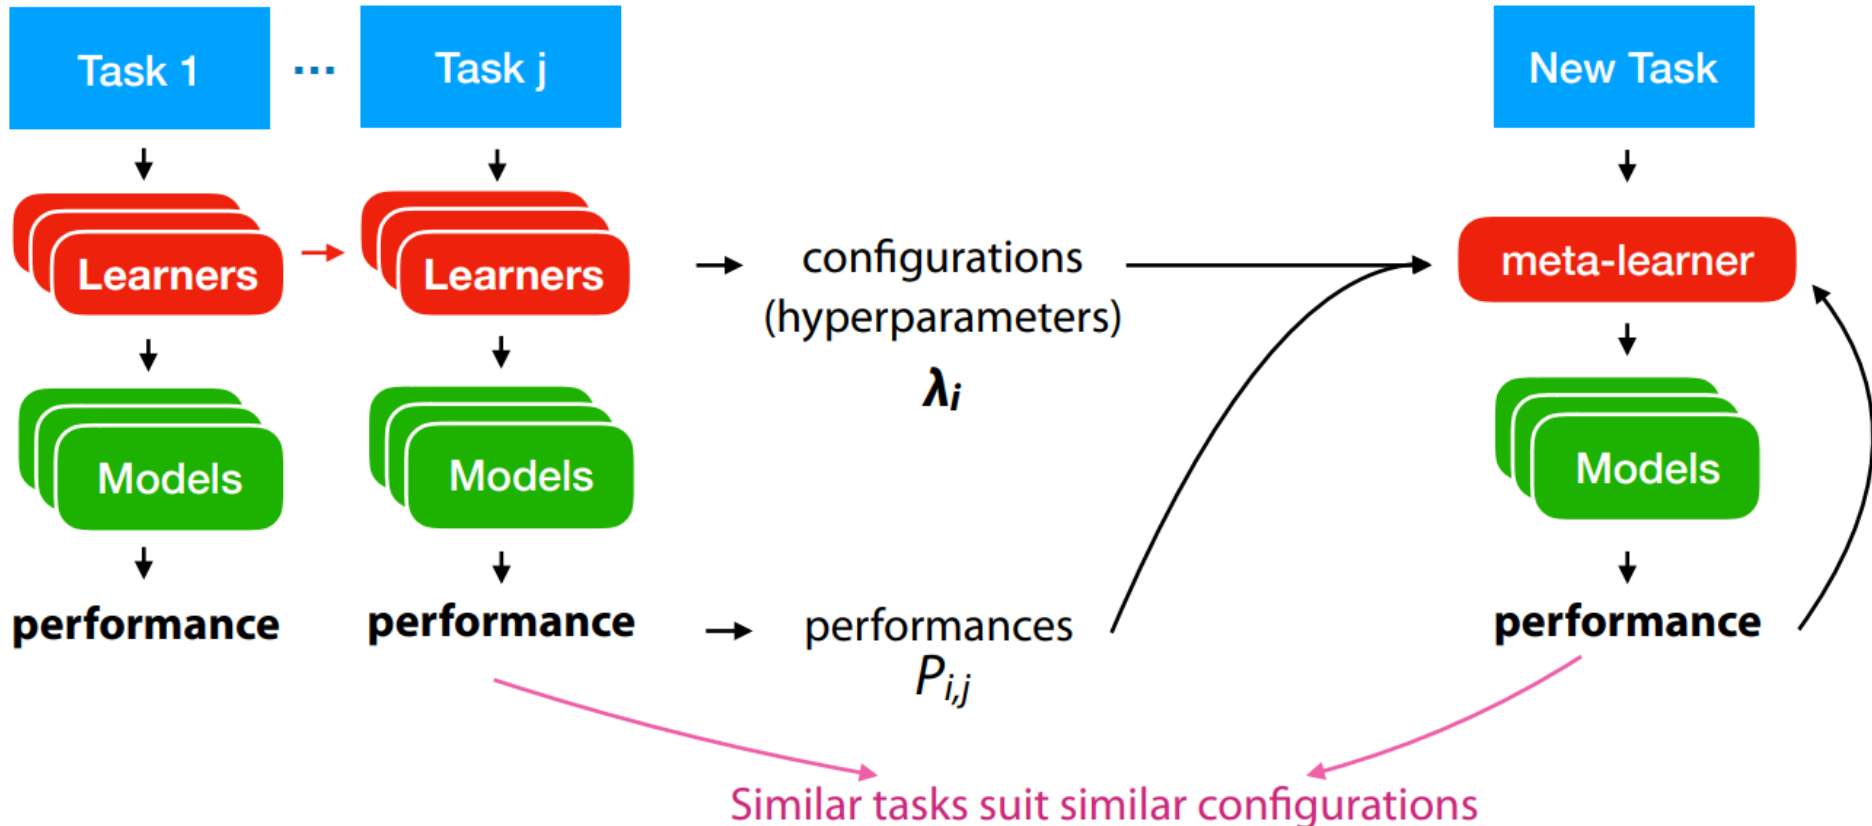 Task 1
...
Task j
New Task
Learners
Learners
configurations
(hyperparameters)
λi
meta-learner
Models
Models
Models
performance
performance
performances
Pi,j
performance
Similar tasks suit similar configurations